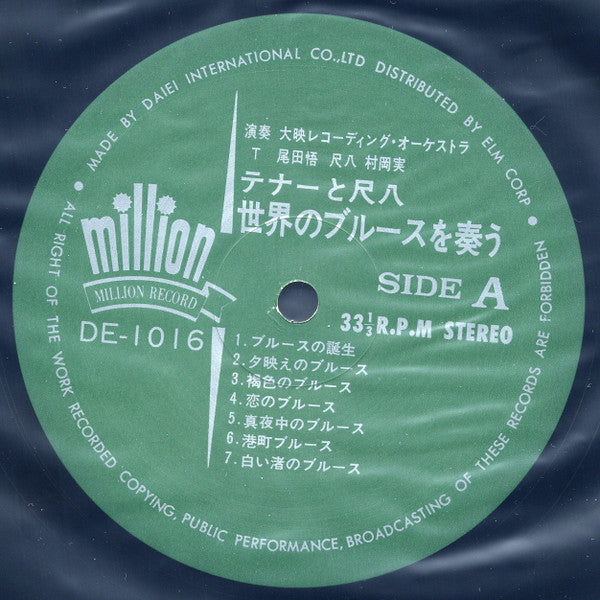 MADE BY DAIEI INTERNATIONAL CO.,LTD DISTRIBUTED BY ELM CORP
演奏 大映レコーディング・オーケストラ
T 尾田悟 尺八 村岡実
テナーと尺八
世界のブルースを奏う
million
MILLION RECORD
DE-1016
SIDE A
33 1/3 R.P.M STEREO
1.ブルースの誕生
2.夕映えのブルース
3.褐色のブルース
4.恋のブルース
5.真夜中のブルース
6.港町ブルース
7.白い渚のブルース
ALL RIGHT OF THE WORK RECORDED COPYING, PUBLIC PERFORMANCE, BROADCASTING OF THESE RECORDS ARE FORBIDDEN